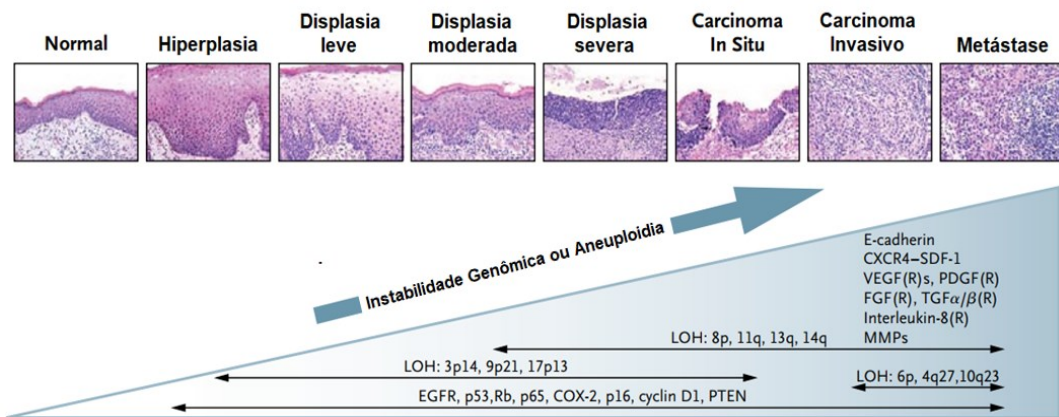 Normal
Hiperplasia
Displasia
leve
Displasia
moderada
Displasia
severa
Carcinoma
In Situ
Carcinoma
Invasivo
Metástase
Instabilidade Genômica ou Aneuploidia
E-cadherin
CXCR4–SDF-1
VEGF(R)s, PDGF(R)
FGF(R), TGFα/β(R)
Interleukin-8(R)
MMPs
LOH: 8p, 11q, 13q, 14q
LOH: 3p14, 9p21, 17p13
LOH: 6p, 4q27,10q23
EGFR, p53,Rb, p65, COX-2, p16, cyclin D1, PTEN